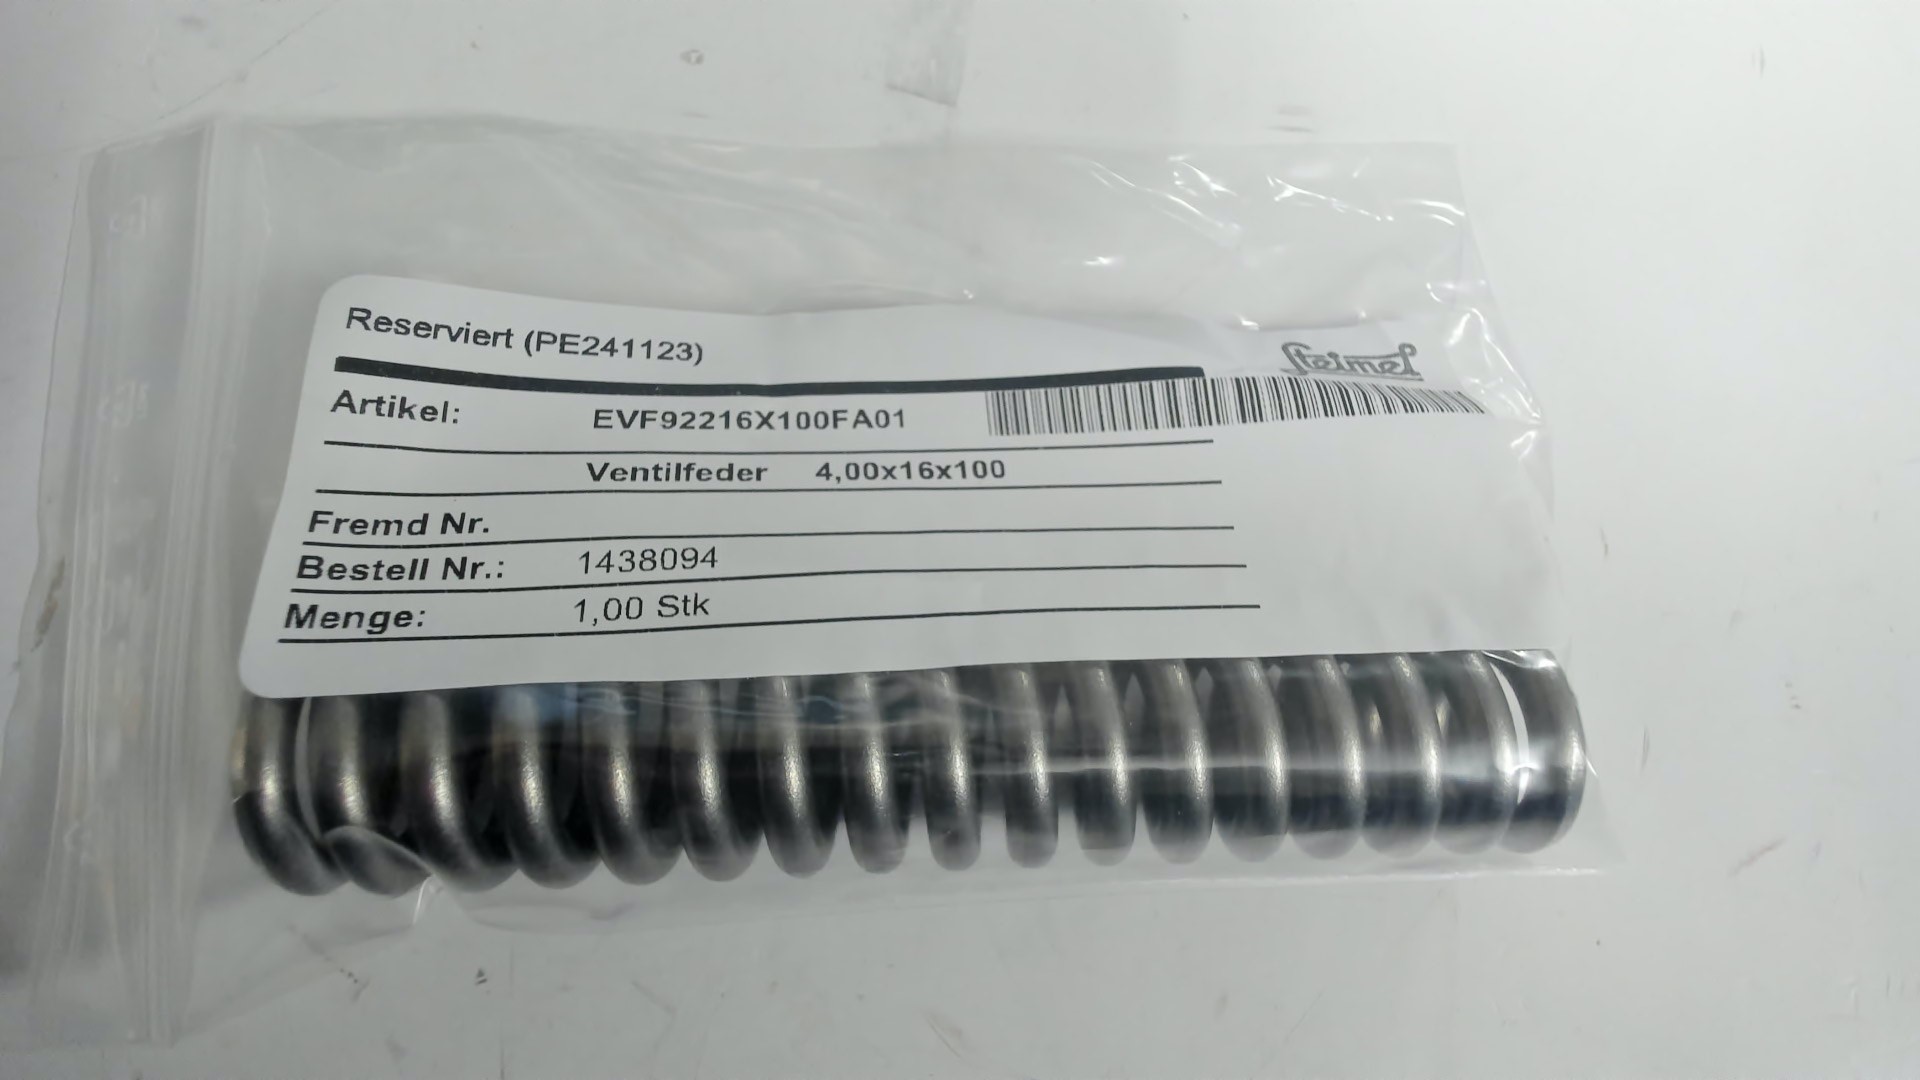 Reserviert (PE241123)
Steimel
Artikel: EVF92216X100FA01
Ventilfeder 4,00x16x100
Fremd Nr.
Bestell Nr.: 1438094
Menge: 1,00 Stk